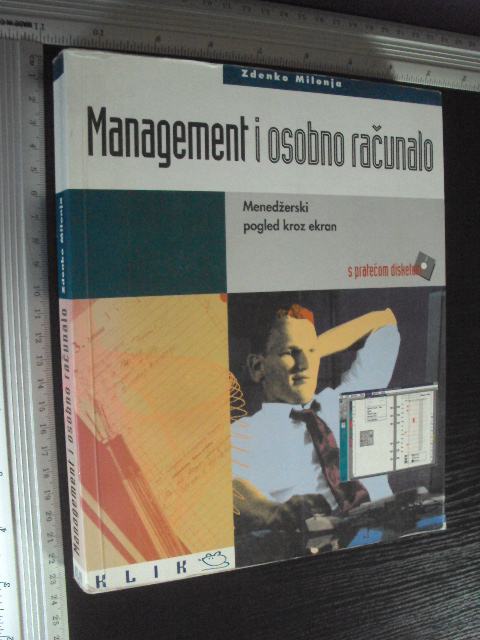 Zdenko Milonja
Management i osobno računalo
Menedžerski
pogled kroz ekran
s pratećom disketom
KLIK
Zdenko Milonja
Management i osobno računalo